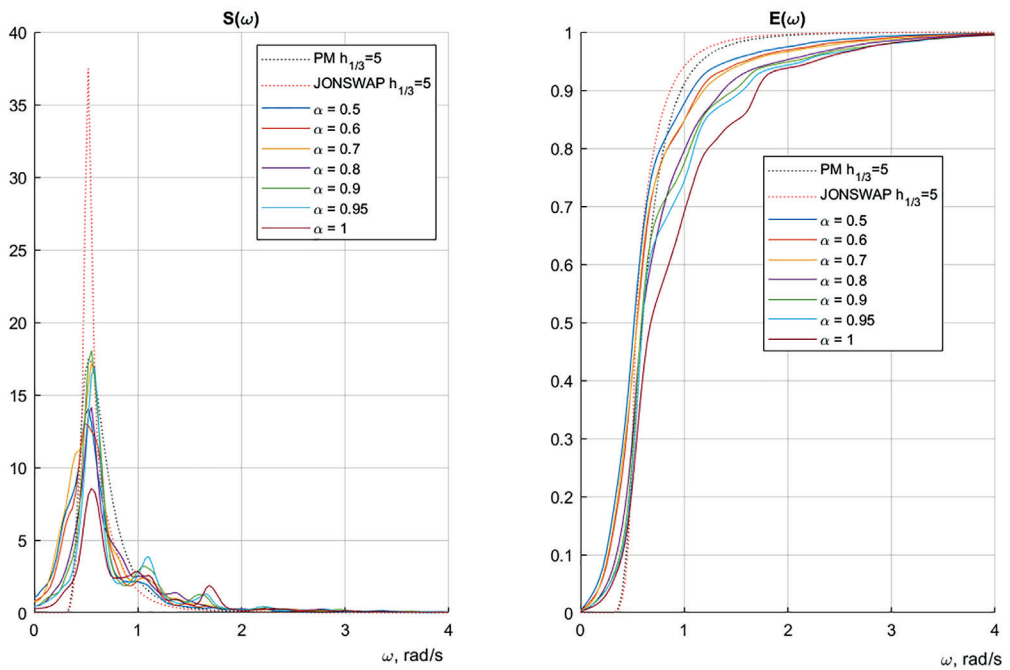 S(ω)
40
35
30
25
20
15
10
5
0
0
1
2
3
4
ω, rad/s
PM h1/3=5
JONSWAP h1/3=5
α = 0.5
α = 0.6
α = 0.7
α = 0.8
α = 0.9
α = 0.95
α = 1
E(ω)
1
0.9
0.8
0.7
0.6
0.5
0.4
0.3
0.2
0.1
0
0
1
2
3
4
ω, rad/s
PM h1/3=5
JONSWAP h1/3=5
α = 0.5
α = 0.6
α = 0.7
α = 0.8
α = 0.9
α = 0.95
α = 1